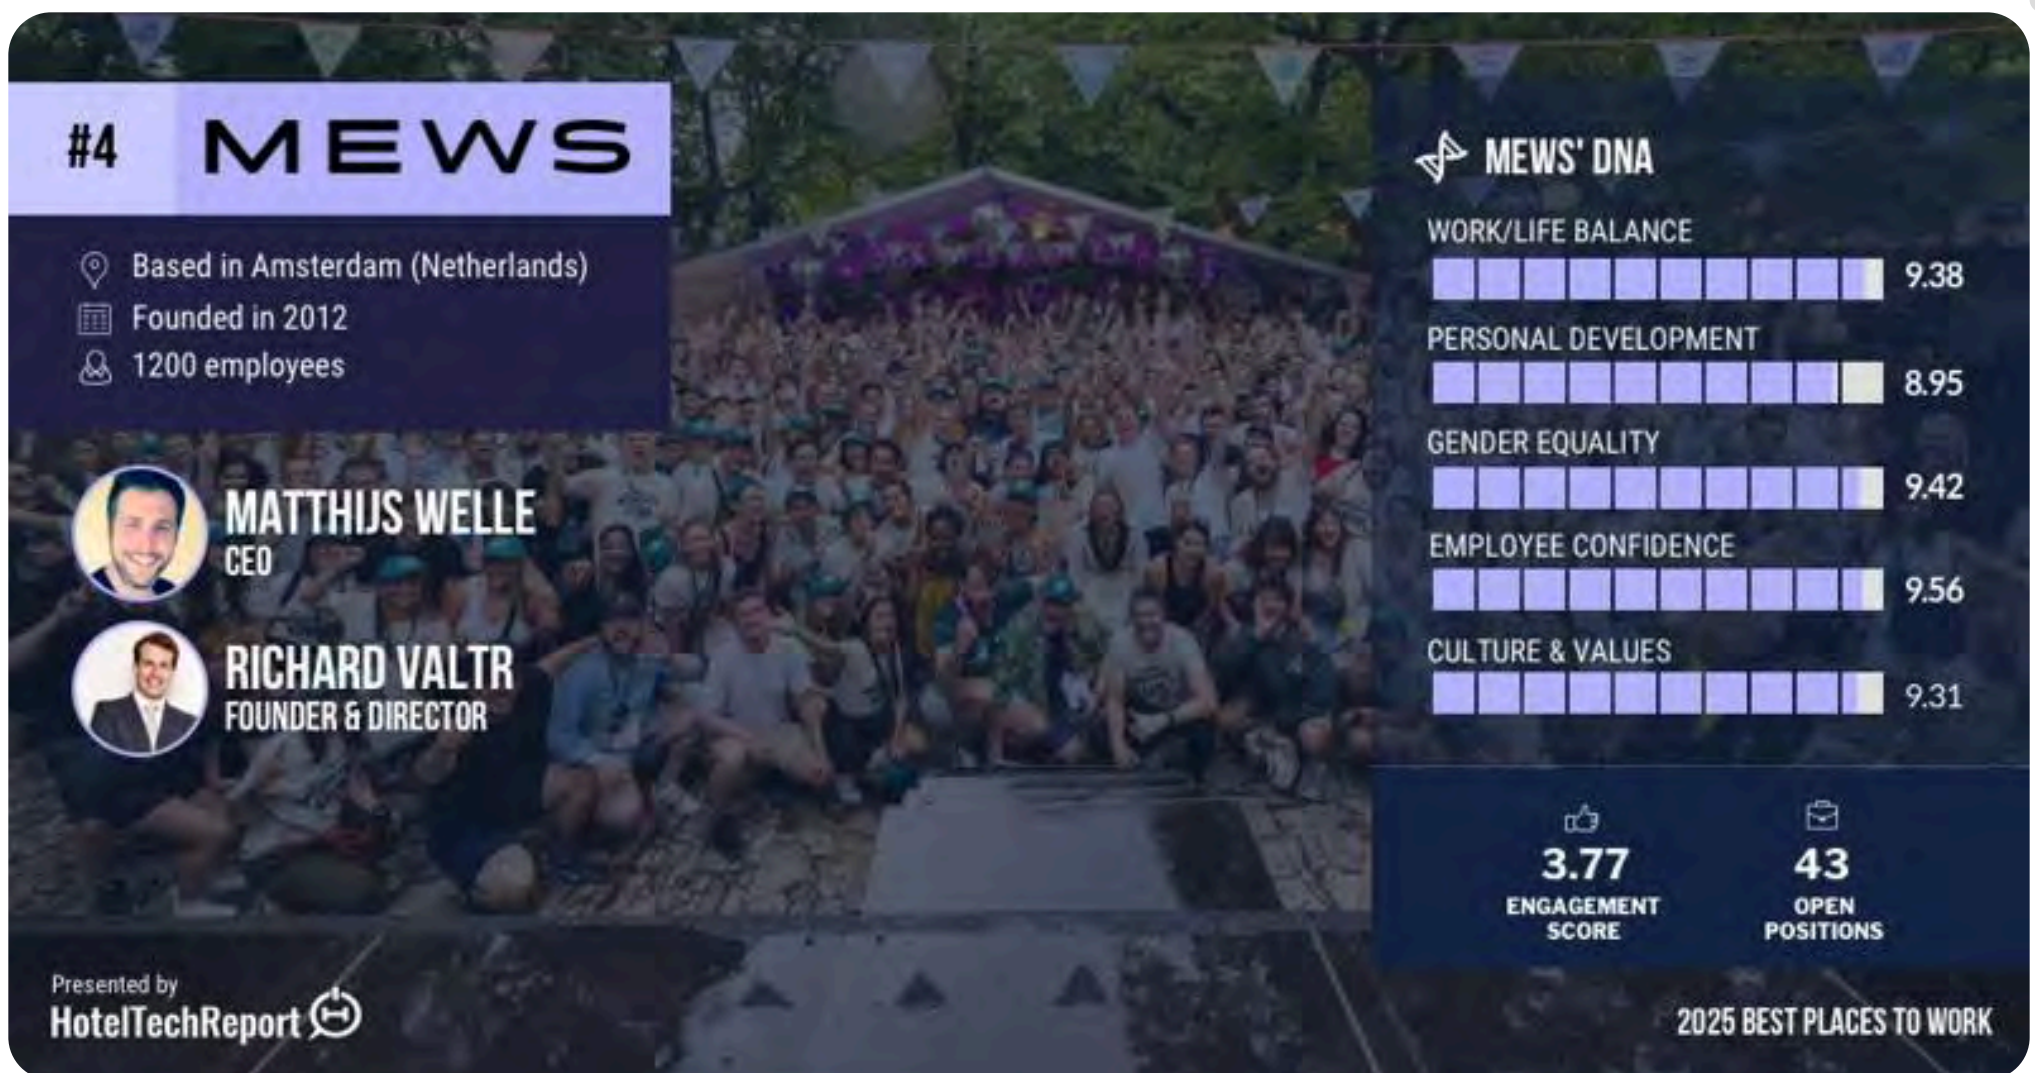 #4 MEWS
Based in Amsterdam (Netherlands)
Founded in 2012
1200 employees
MATTHIJS WELLE
CEO
RICHARD VALTR
FOUNDER & DIRECTOR
Presented by
HotelTechReport
MEWS' DNA
WORK/LIFE BALANCE
9.38
PERSONAL DEVELOPMENT
8.95
GENDER EQUALITY
9.42
EMPLOYEE CONFIDENCE
9.56
CULTURE & VALUES
9.31
3.77
ENGAGEMENT
SCORE
43
OPEN
POSITIONS
2025 BEST PLACES TO WORK